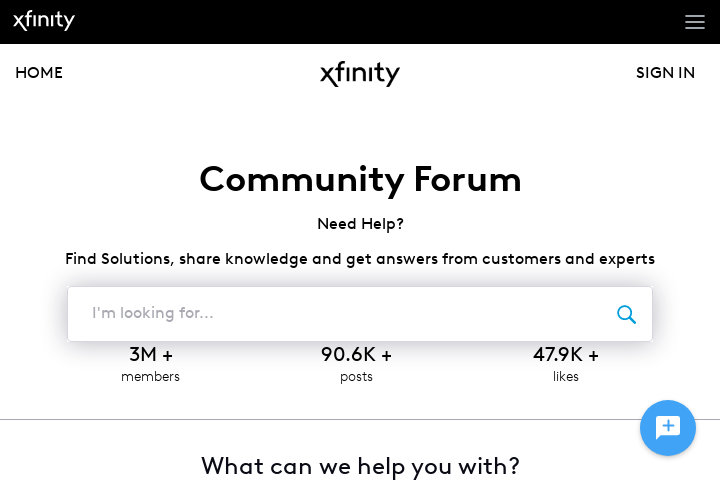 xfinity
HOME
xfinity
SIGN IN
Community Forum
Need Help?
Find Solutions, share knowledge and get answers from customers and experts
I'm looking for...
3M +
members
90.6K +
posts
47.9K +
likes
What can we help you with?